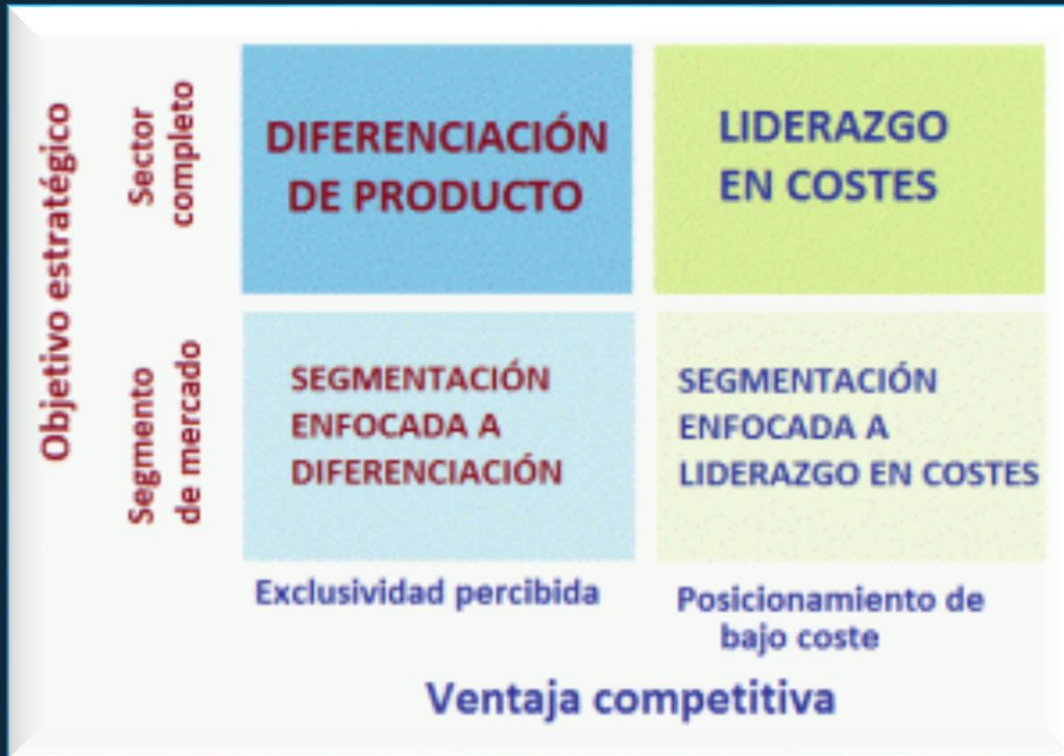 Objetivo estratégico
Sector
completo
DIFERENCIACIÓN
DE PRODUCTO
LIDERAZGO
EN COSTES
Segmento
de mercado
SEGMENTACIÓN
ENFOCADA A
DIFERENCIACIÓN
SEGMENTACIÓN
ENFOCADA A
LIDERAZGO EN COSTES
Exclusividad percibida
Posicionamiento de
bajo coste
Ventaja competitiva